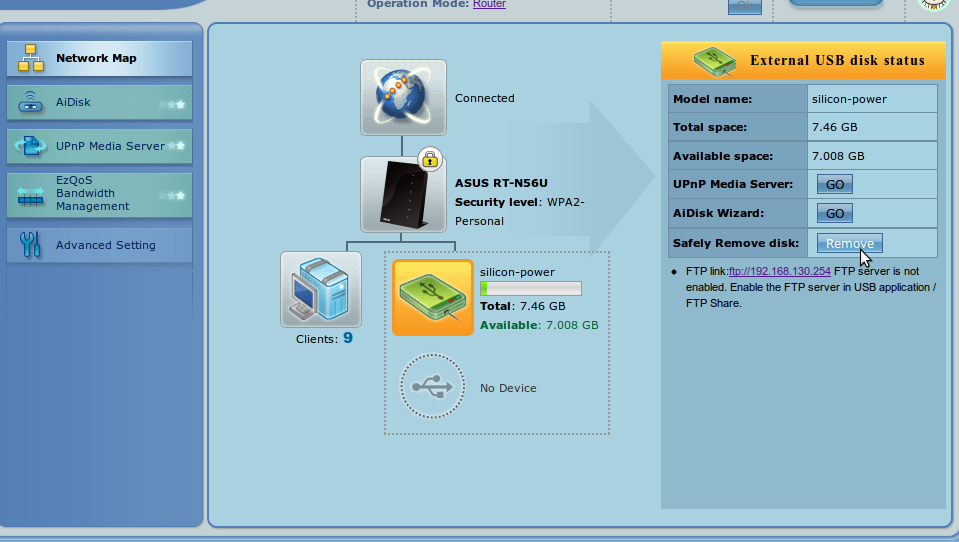 Operation Mode: Router
Network Map
AiDisk
UPnP Media Server
EzQoS
Bandwidth
Management
Advanced Setting
Connected
ASUS RT-N56U
Security level: WPA2-
Personal
Clients: 9
silicon-power
Total: 7.46 GB
Available: 7.008 GB
No Device
External USB disk status
Model name: silicon-power
Total space: 7.46 GB
Available space: 7.008 GB
UPnP Media Server: GO
AiDisk Wizard: GO
Safely Remove disk: Remove
• FTP link:ftp://192.168.130.254 FTP server is not
enabled. Enable the FTP server in USB application /
FTP Share.